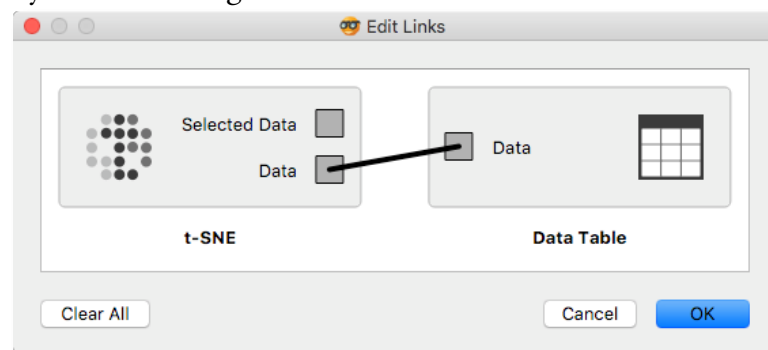 Edit Links
Selected Data
Data
Data
t-SNE
Data Table
Clear All
Cancel
OK